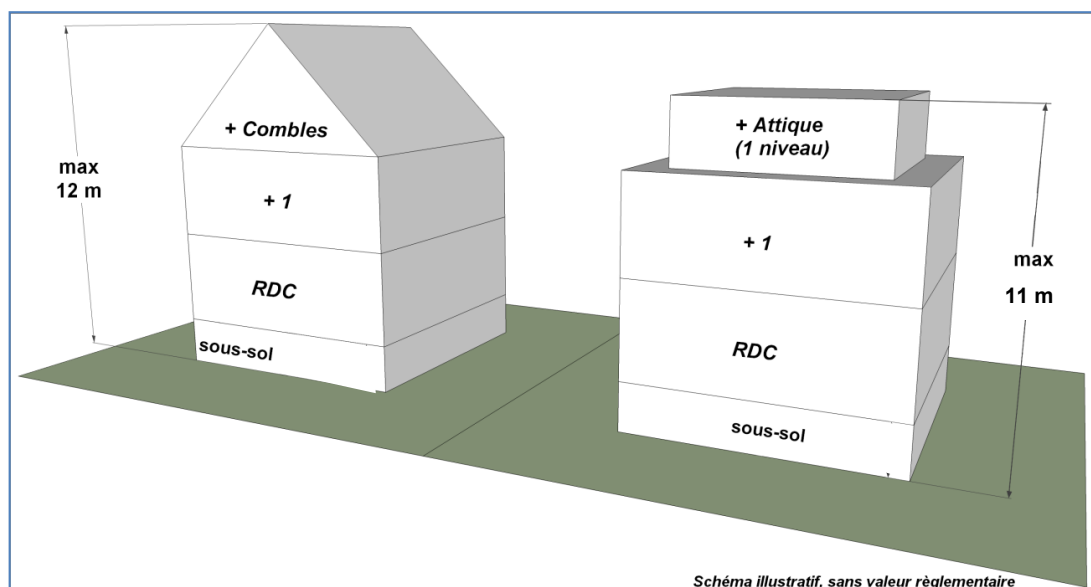 max
12 m
+ Combles
+ 1
RDC
sous-sol
+ Attique
(1 niveau)
+ 1
RDC
sous-sol
max
11 m
Schéma illustratif, sans valeur règlementaire